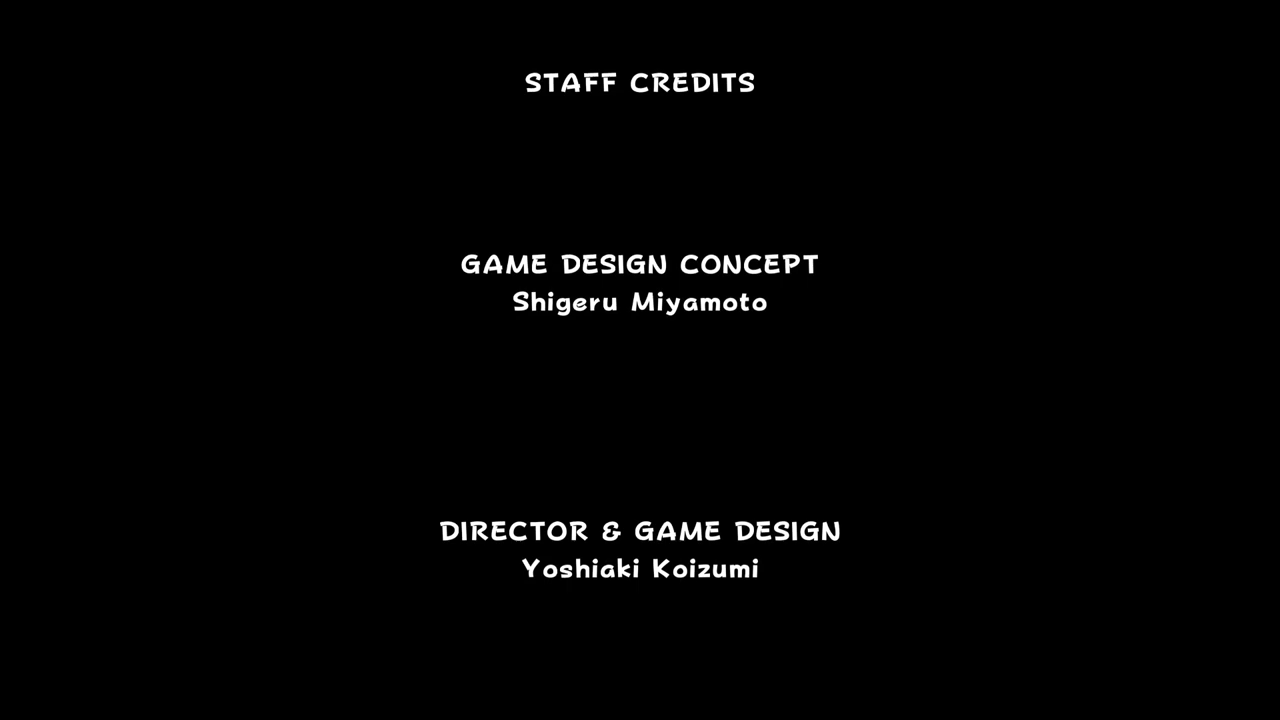 STAFF CREDITS
GAME DESIGN CONCEPT
Shigeru Miyamoto
DIRECTOR & GAME DESIGN
Yoshiaki Koizumi